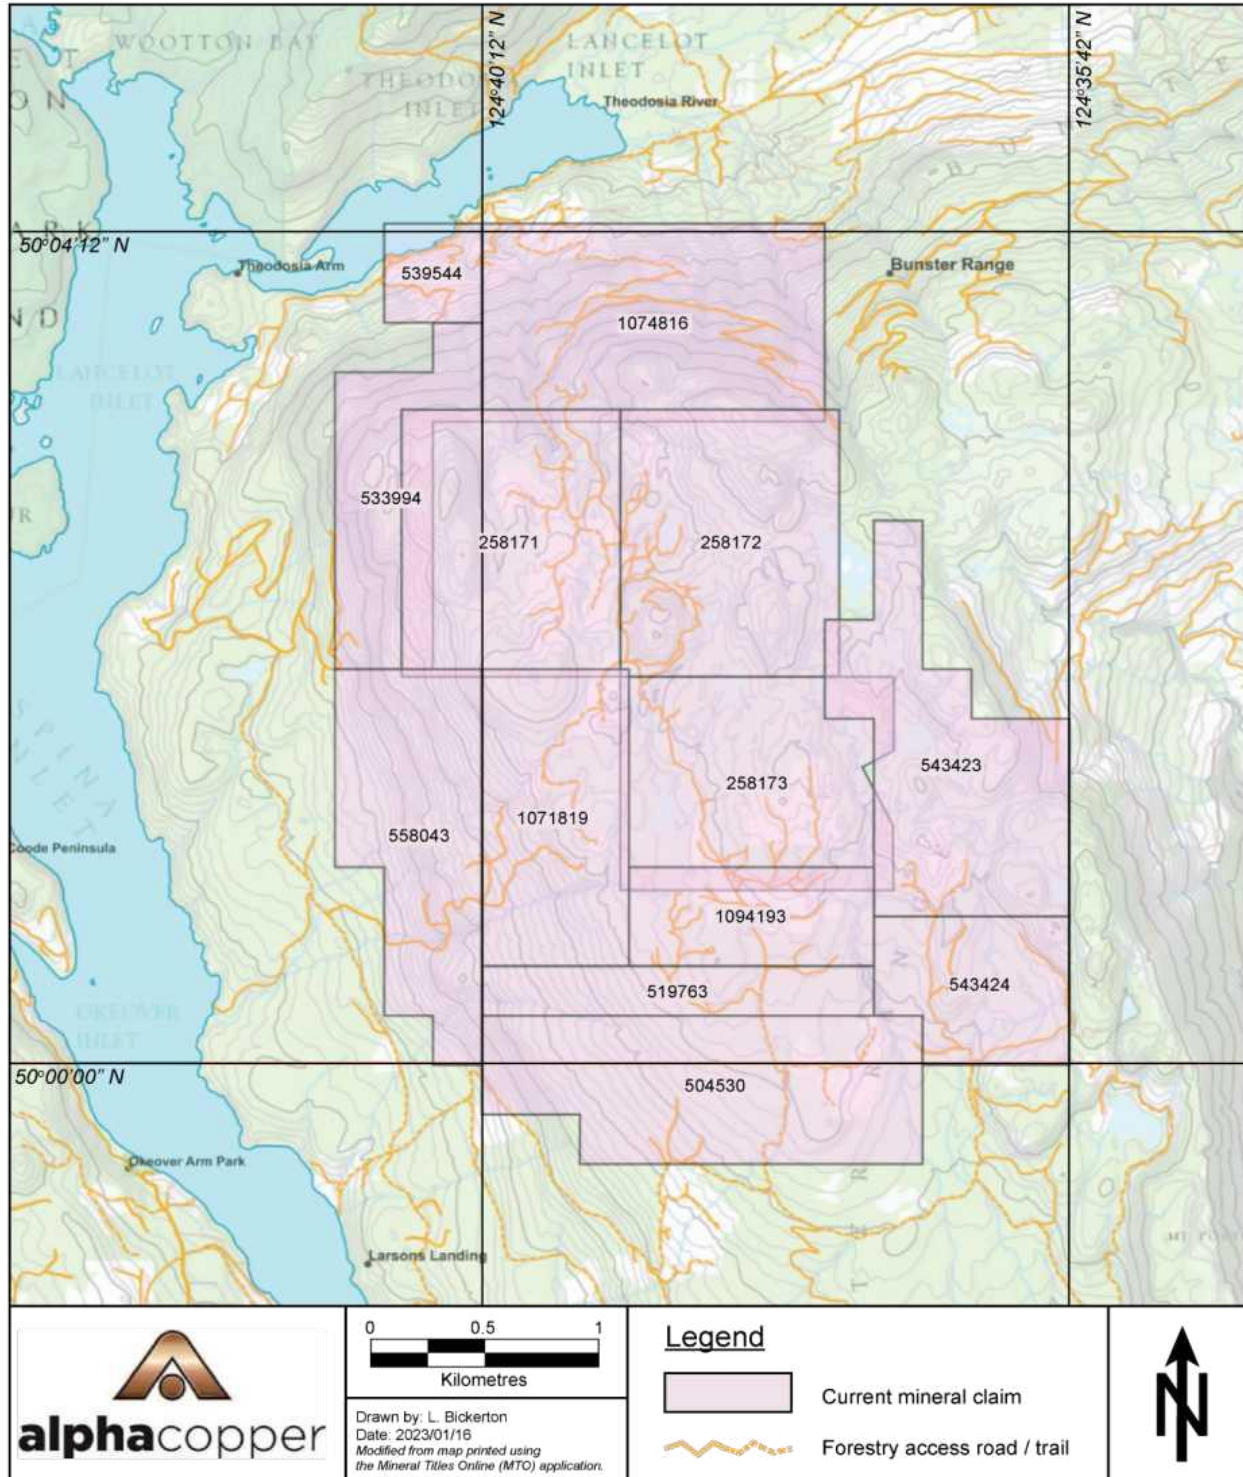 WOOTTON BAY
LANCELOT
INLET
THEODOSIA
INLET
Theodosia River
124°40'12" N
124°35'42" N
50°04'12" N
Theodosia Arm
539544
Bunster Range
1074816
LANCELOT
INLET
533994
258171
258172
543423
258173
1071819
558043
Coode Peninsula
1094193
519763
543424
OKEOVER
INLET
50°00'00" N
504530
Okeover Arm Park
Larsons Landing
alphacopper
0 0.5 1
Kilometres
Drawn by: L. Bickerton
Date: 2023/01/16
Modified from map printed using
the Mineral Titles Online (MTO) application.
Legend
Current mineral claim
Forestry access road / trail
N